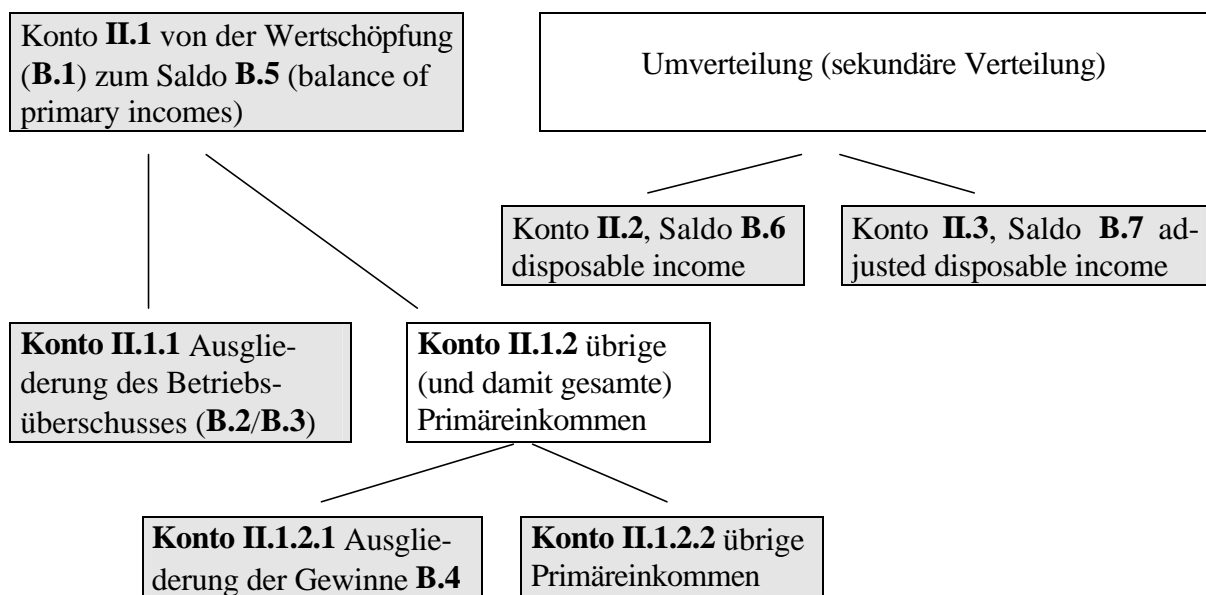 Konto II.1 von der Wertschöpfung
(B.1) zum Saldo B.5 (balance of
primary incomes)
Umverteilung (sekundäre Verteilung)
Konto II.2, Saldo B.6
disposable income
Konto II.3, Saldo B.7 ad-
justed disposable income
Konto II.1.1 Ausglie-
derung des Betriebs-
überschusses (B.2/B.3)
Konto II.1.2 übrige
(und damit gesamte)
Primäreinkommen
Konto II.1.2.1 Ausglie-
derung der Gewinne B.4
Konto II.1.2.2 übrige
Primäreinkommen